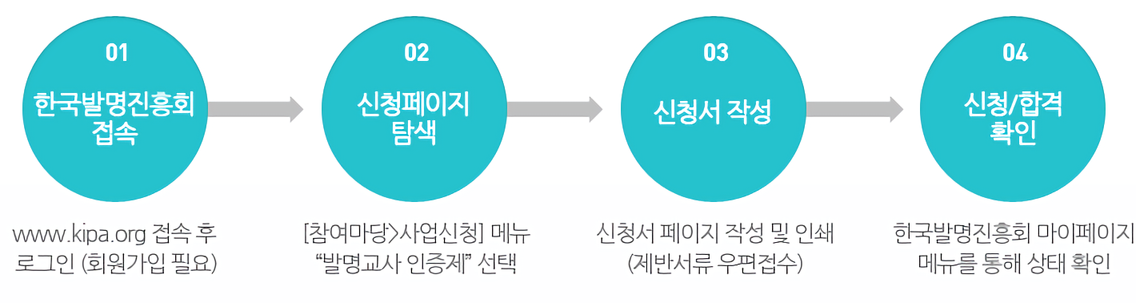 01
한국발명진흥회
접속
www.kipa.org 접속 후
로그인 (회원가입 필요)
02
신청페이지
탐색
[참여마당>사업신청] 메뉴
“발명교사 인증제” 선택
03
신청서 작성
신청서 페이지 작성 및 인쇄
(제반서류 우편접수)
04
신청/합격
확인
한국발명진흥회 마이페이지
메뉴를 통해 상태 확인